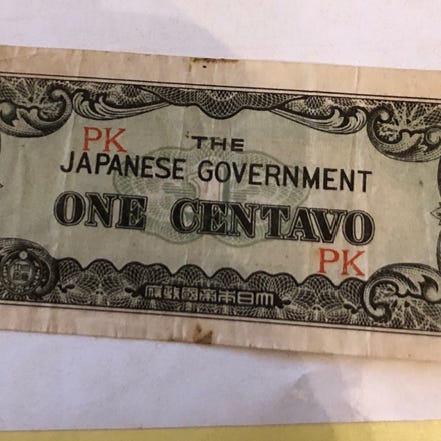 PK
THE
JAPANESE GOVERNMENT
ONE CENTAVO
PK
大日本帝國政府